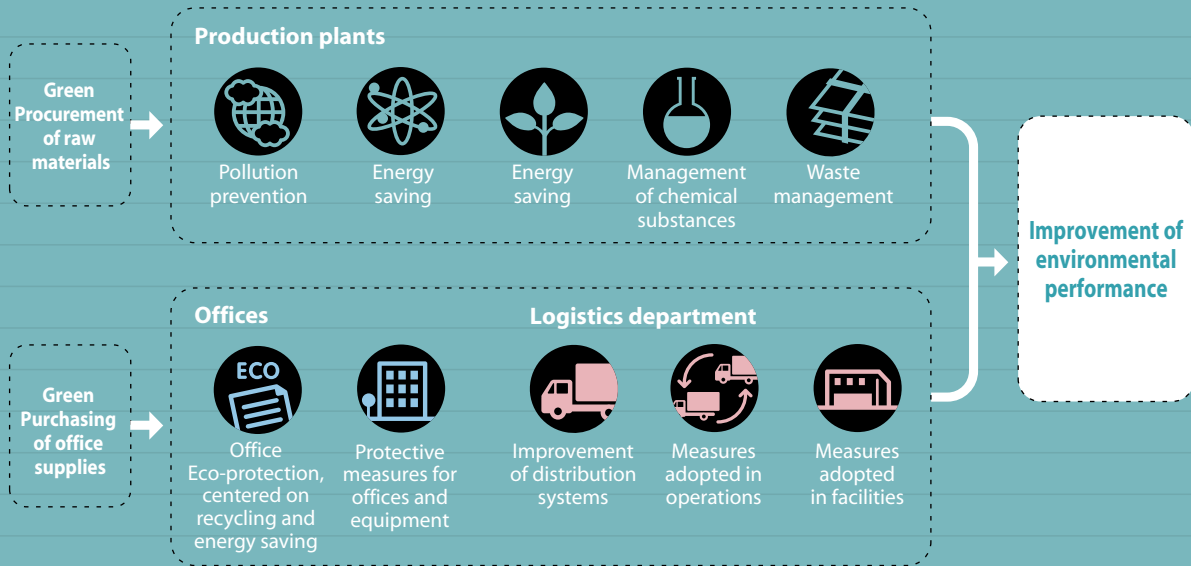 Green
Procurement
of raw
materials
Production plants
Pollution
prevention
Energy
saving
Energy
saving
Management
of chemical
substances
Waste
management
Green
Purchasing
of office
supplies
Offices
ECO
Office
Eco-protection,
centered on
recycling and
energy saving
Protective
measures for
offices and
equipment
Logistics department
Improvement
of distribution
systems
Measures
adopted in
operations
Measures
adopted
in facilities
Improvement of
environmental
performance